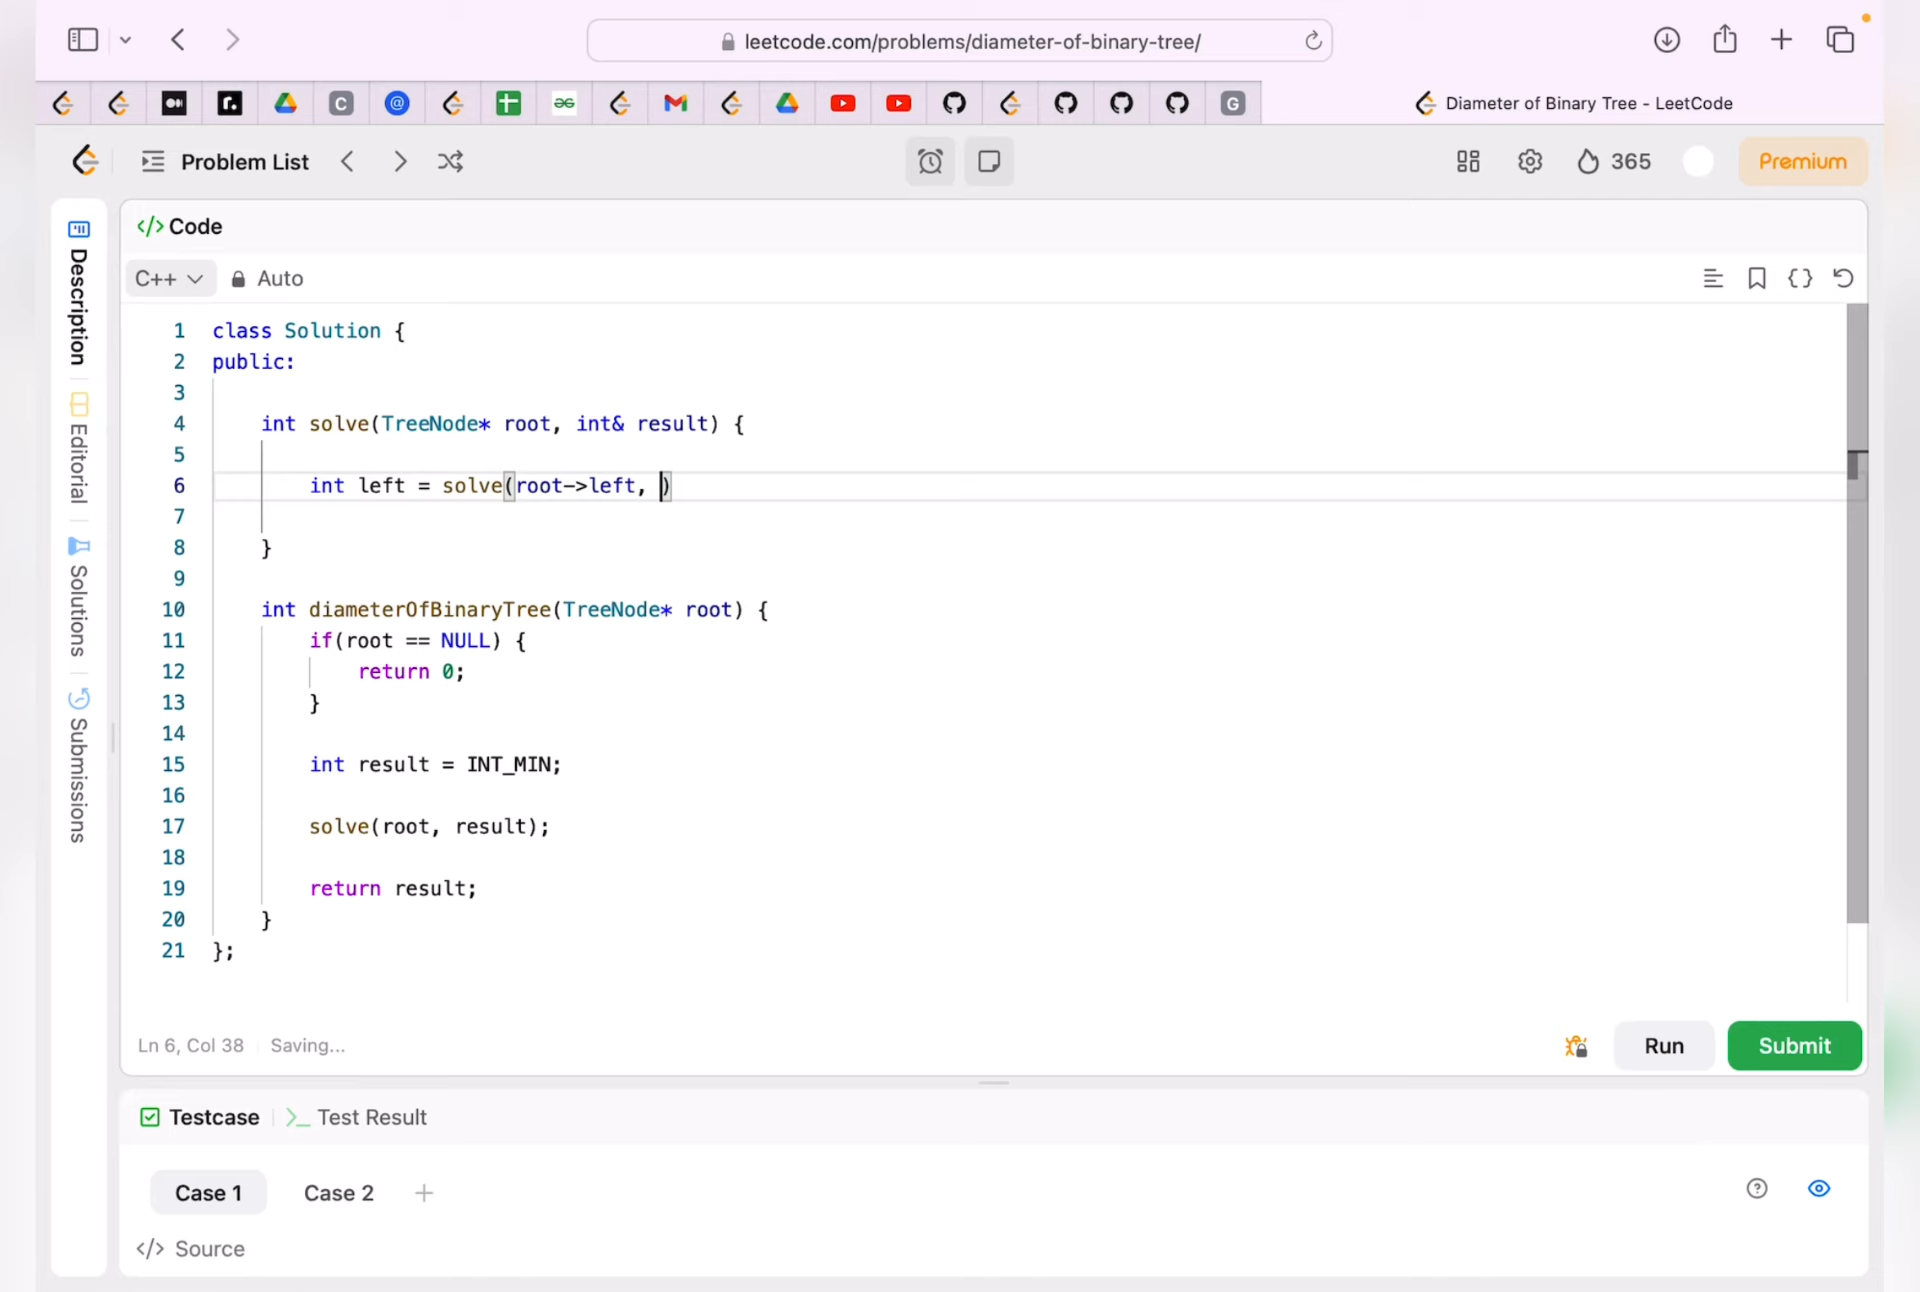 leetcode.com/problems/diameter-of-binary-tree/
C
@
G
Diameter of Binary Tree - LeetCode
Problem List
365
Premium
Description
Editorial
Solutions
Submissions
</> Code
C++
Auto
1 class Solution {
2 public:
3
4 int solve(TreeNode* root, int& result) {
5
6 int left = solve(root->left, )
7
8 }
9
10 int diameterOfBinaryTree(TreeNode* root) {
11 if(root == NULL) {
12 return 0;
13 }
14
15 int result = INT_MIN;
16
17 solve(root, result);
18
19 return result;
20 }
21 };
Ln 6, Col 38 Saving...
Run
Submit
Testcase
>_ Test Result
Case 1
Case 2
+
</> Source